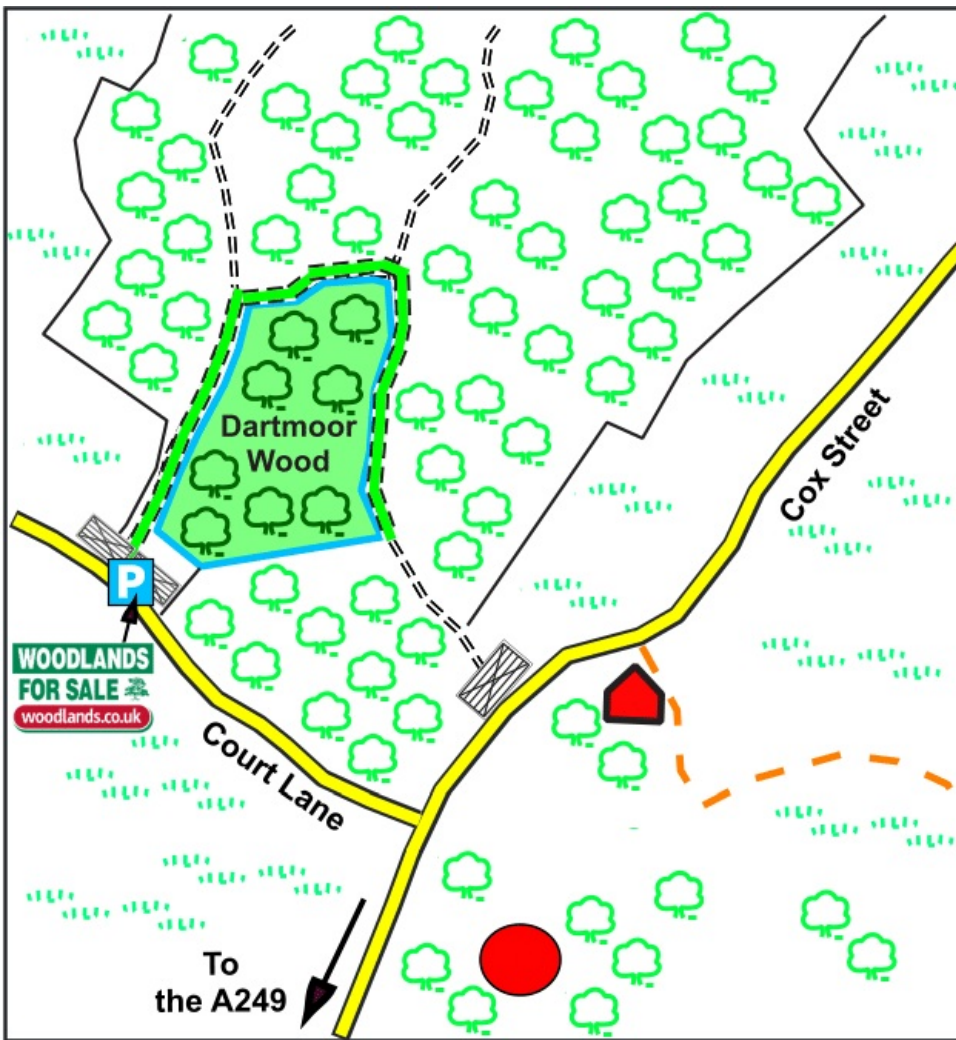 Dartmoor
Wood
Cox Street
P
WOODLANDS
FOR SALE
woodlands.co.uk
Court Lane
To
the A249